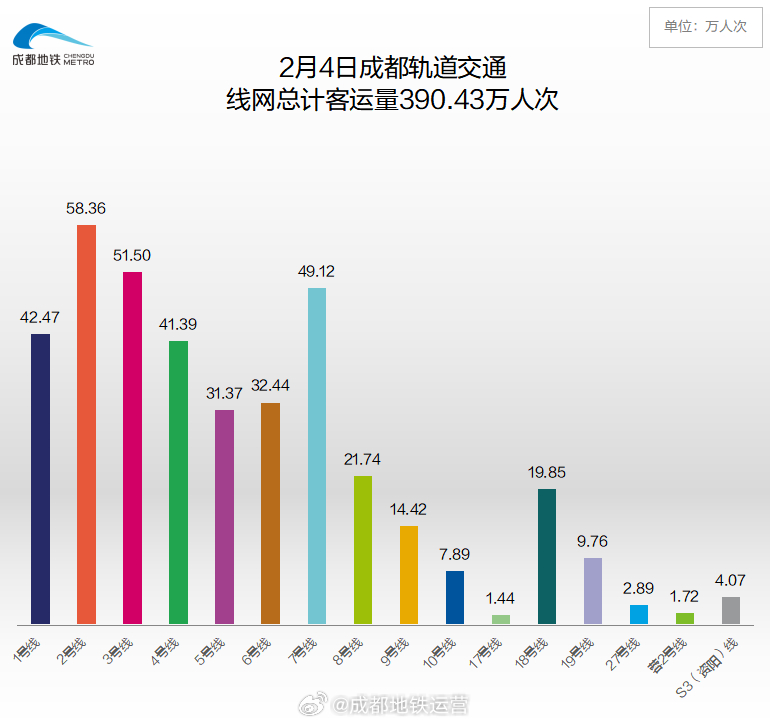 成都地铁 CHENGDU METRO
单位：万人次
2月4日成都轨道交通
线网总计客运量390.43万人次
42.47
58.36
51.50
41.39
31.37
32.44
49.12
21.74
14.42
7.89
1.44
19.85
9.76
2.89
1.72
4.07
1号线
2号线
3号线
4号线
5号线
6号线
7号线
8号线
9号线
10号线
17号线
18号线
19号线
27号线
蓉2号线
S3（资阳）线
@成都地铁运营